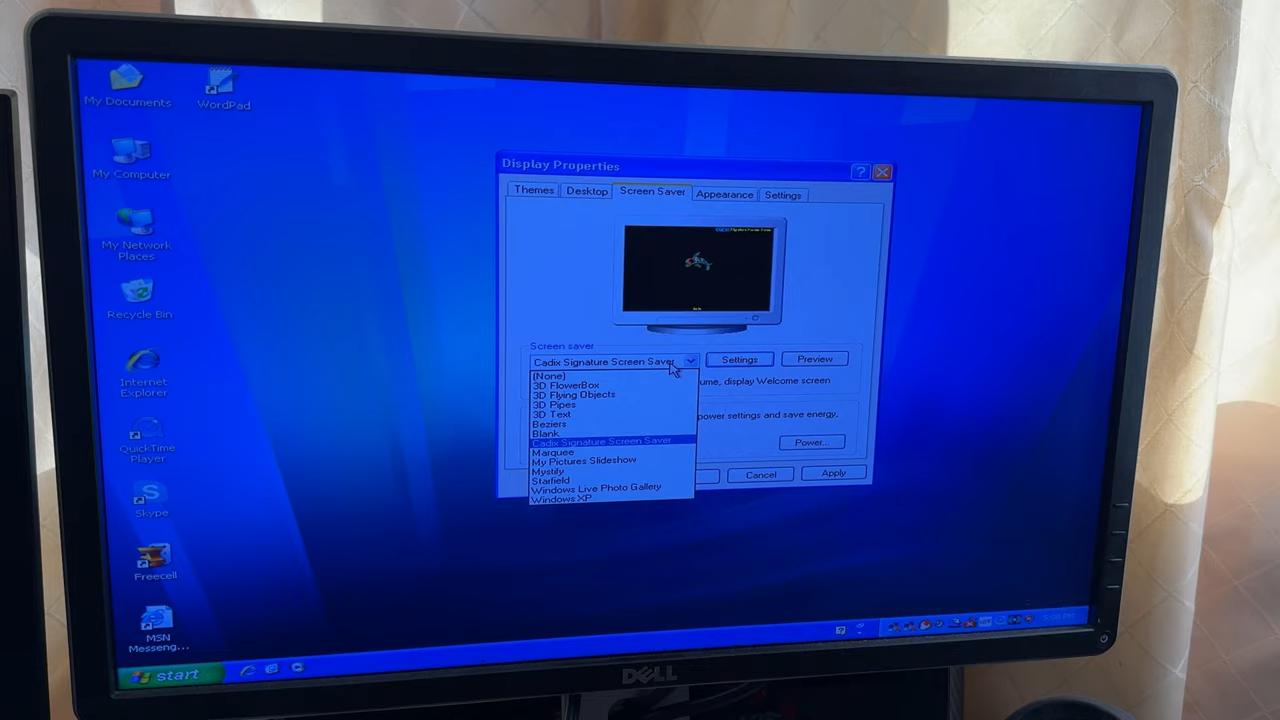 My Documents
WordPad
My Computer
My Network
Places
Recycle Bin
Internet
Explorer
QuickTime
Player
Skype
Freecell
MSN
Messeng...
start
Display Properties
?
Themes
Desktop
Screen Saver
Appearance
Settings
Screen saver
Cadix Signature Screen Saver
Settings
Preview
(None)
3D FlowerBox
3D Flying Objects
3D Pipes
3D Text
Beziers
Blank
Cadix Signature Screen Saver
Marquee
My Pictures Slideshow
Mystify
Starfield
Windows Live Photo Gallery
Windows XP
ume, display Welcome screen
power settings and save energy,
Power...
Cancel
Apply
DELL